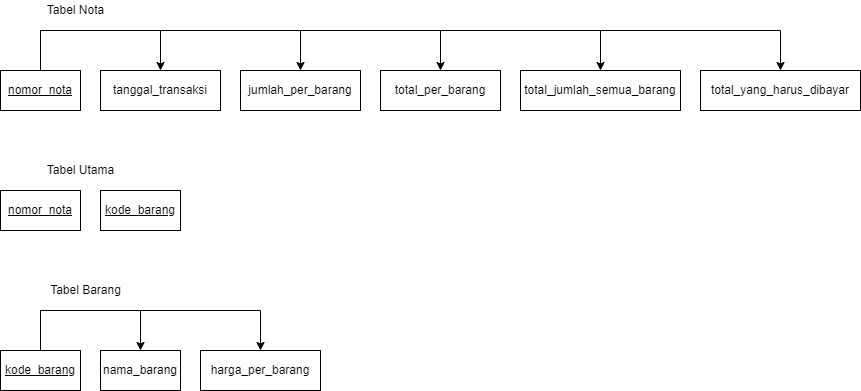 Tabel Nota
nomor_nota tanggal_transaksi jumlah_per_barang total_per_barang total_jumlah_semua_barang total_yang_harus_dibayar
Tabel Utama
nomor_nota kode_barang
Tabel Barang
kode_barang nama_barang harga_per_barang